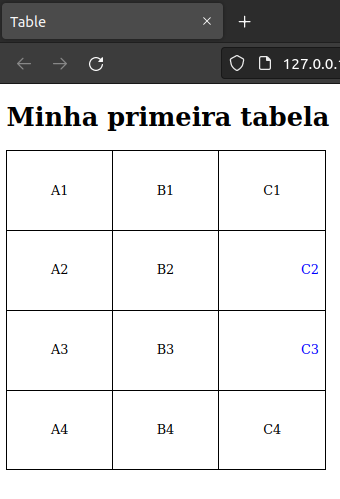 Table
127.0.0.1
Minha primeira tabela
A1 B1 C1
A2 B2 C2
A3 B3 C3
A4 B4 C4